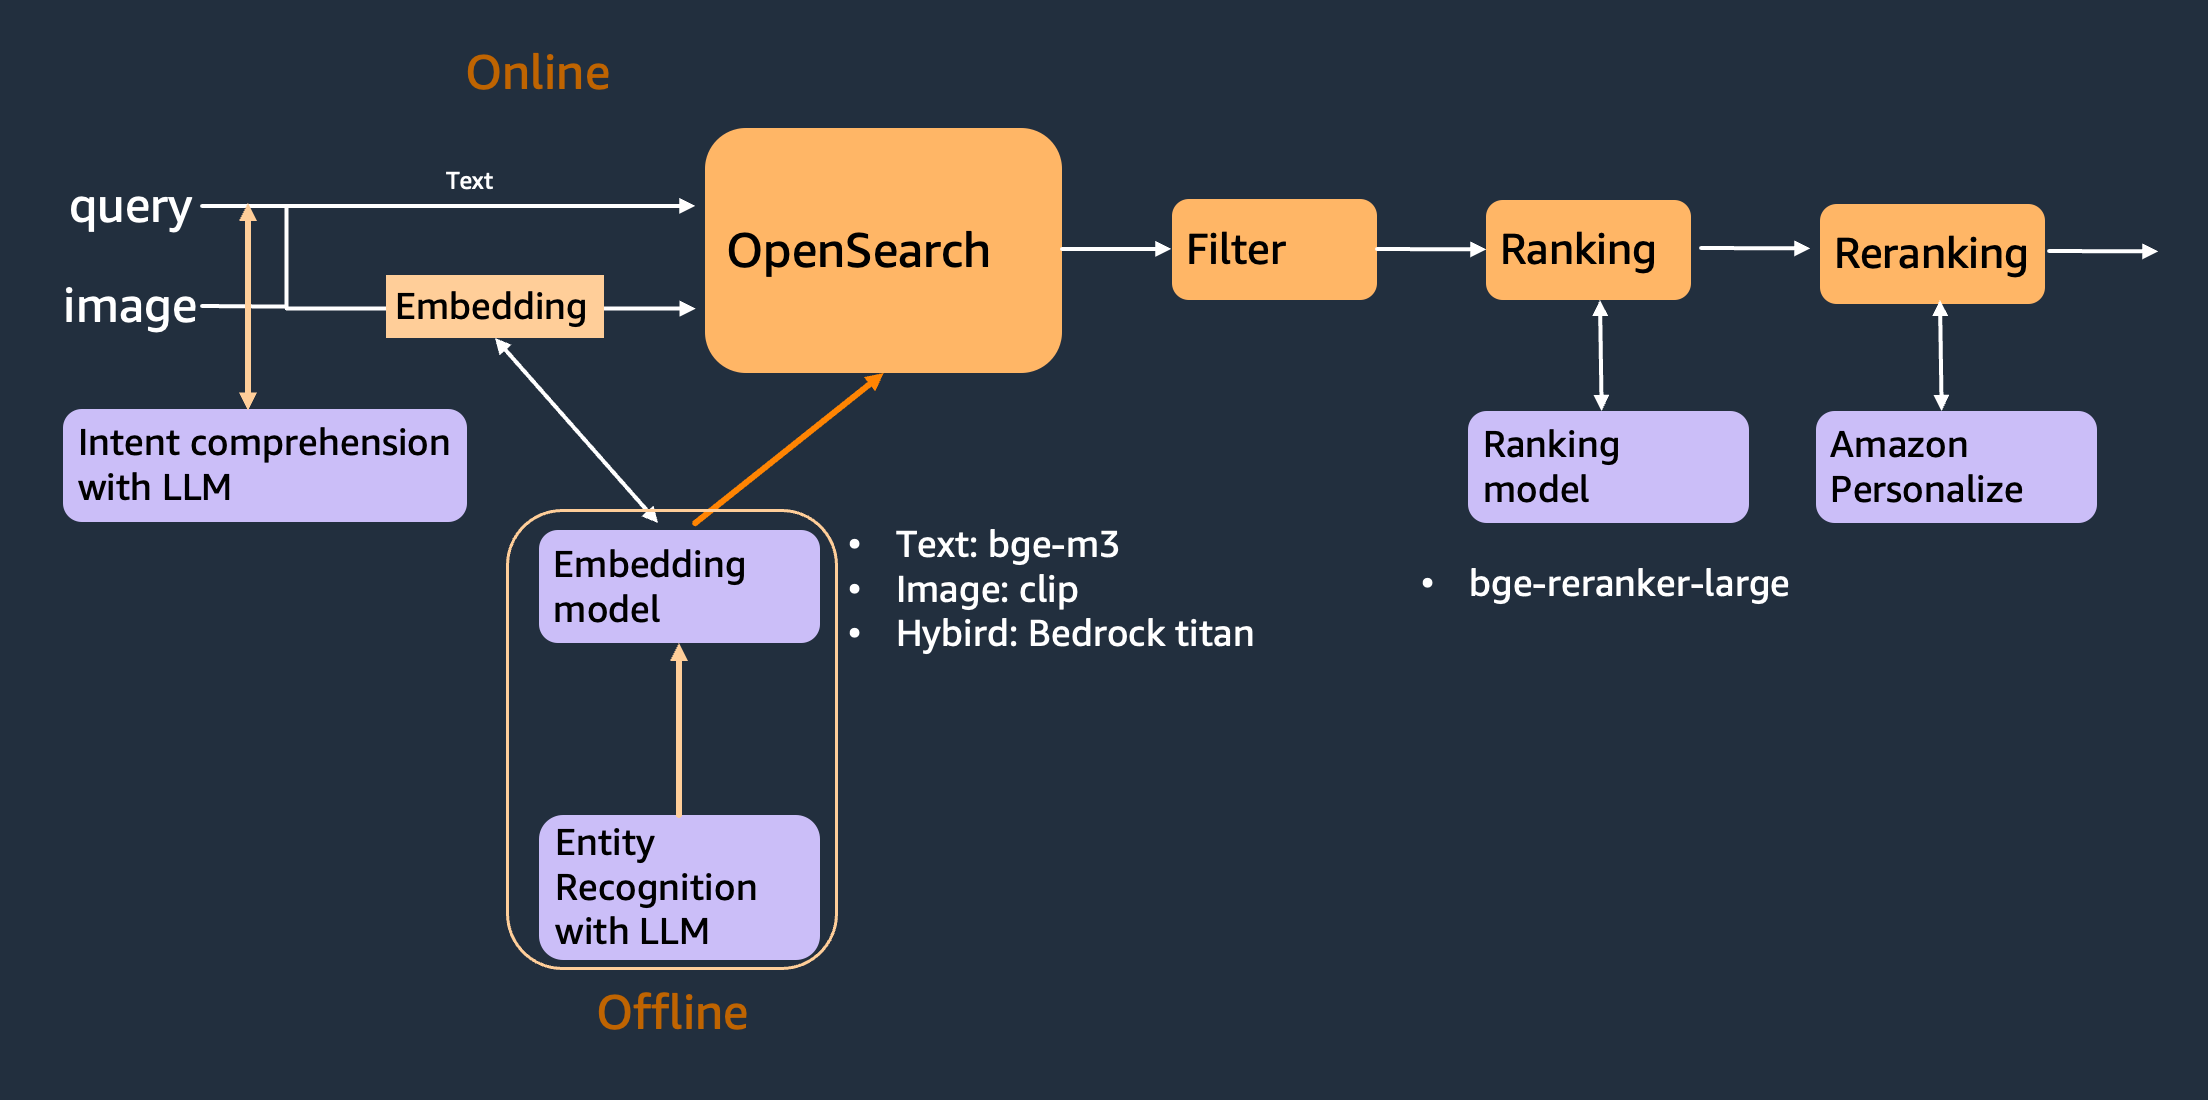 Online
Text
query
image
Embedding
OpenSearch
Filter
Ranking
Reranking
Intent comprehension
with LLM
Ranking
model
Amazon
Personalize
Embedding
model
• Text: bge-m3
• Image: clip
• Hybird: Bedrock titan
• bge-reranker-large
Entity
Recognition
with LLM
Offline